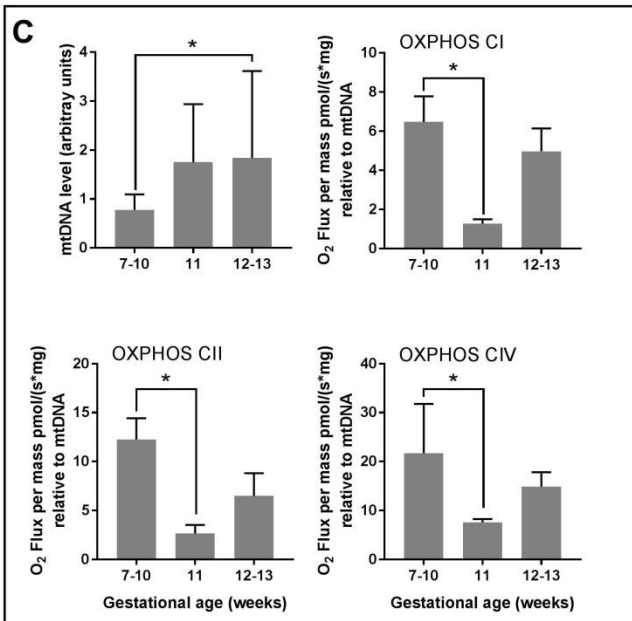 C
mtDNA level (arbitray units)
4
3
2
1
0
*
7-10 11 12-13
OXPHOS CI
O2 Flux per mass pmol/(s*mg)
relative to mtDNA
10
8
6
4
2
0
*
7-10 11 12-13
OXPHOS CII
O2 Flux per mass pmol/(s*mg)
relative to mtDNA
20
15
10
5
0
*
7-10 11 12-13
Gestational age (weeks)
OXPHOS CIV
O2 Flux per mass pmol/(s*mg)
relative to mtDNA
40
30
20
10
0
*
7-10 11 12-13
Gestational age (weeks)